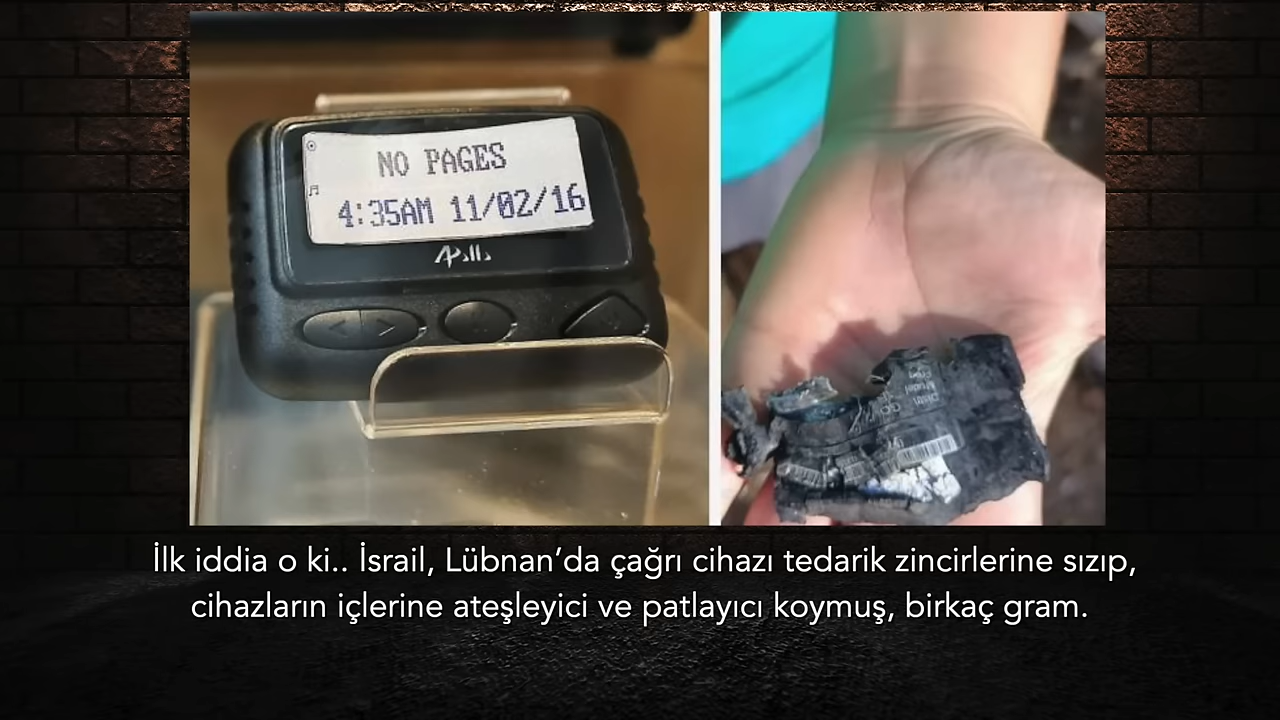 NO PAGES
4:35AM 11/02/16
İlk iddia o ki.. İsrail, Lübnan’da çağrı cihazı tedarik zincirlerine sızıp,
cihazların içlerine ateşleyici ve patlayıcı koymuş, birkaç gram.